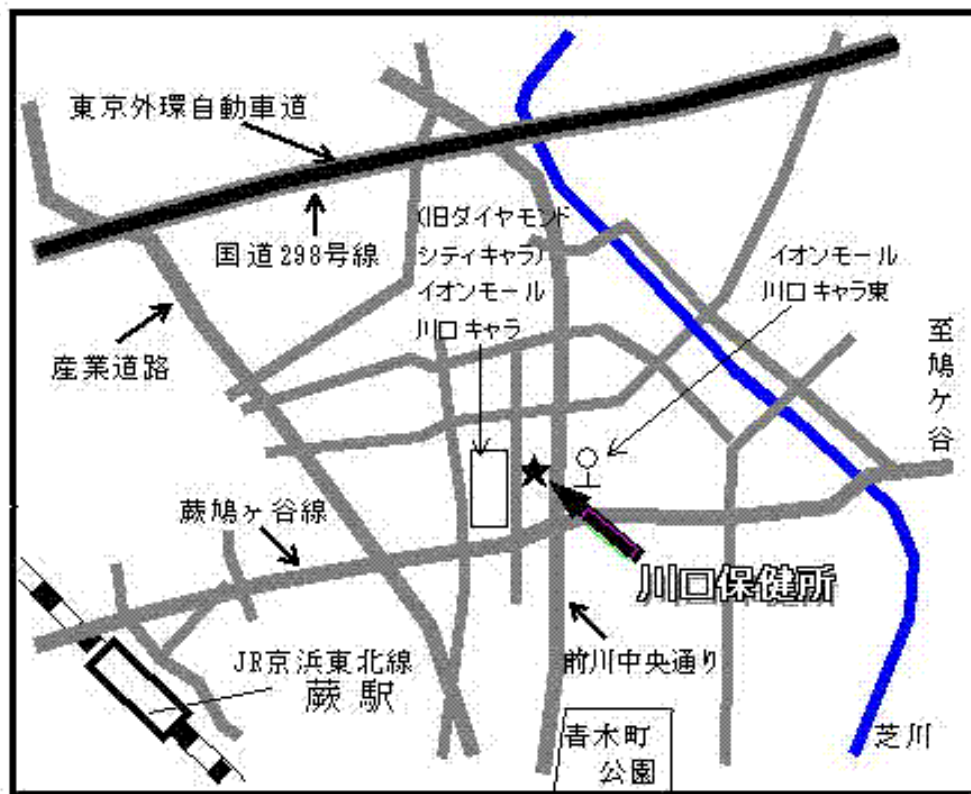 東京外環自動車道
国道298号線
産業道路
(旧ダイヤモンド
シティキャラ)
イオンモール
川口キャラ
イオンモール
川口キャラ東
至鳩ケ谷
蕨鳩ヶ谷線
川口保健所
JR京浜東北線
蕨駅
前川中央通り
青木町
公園
芝川